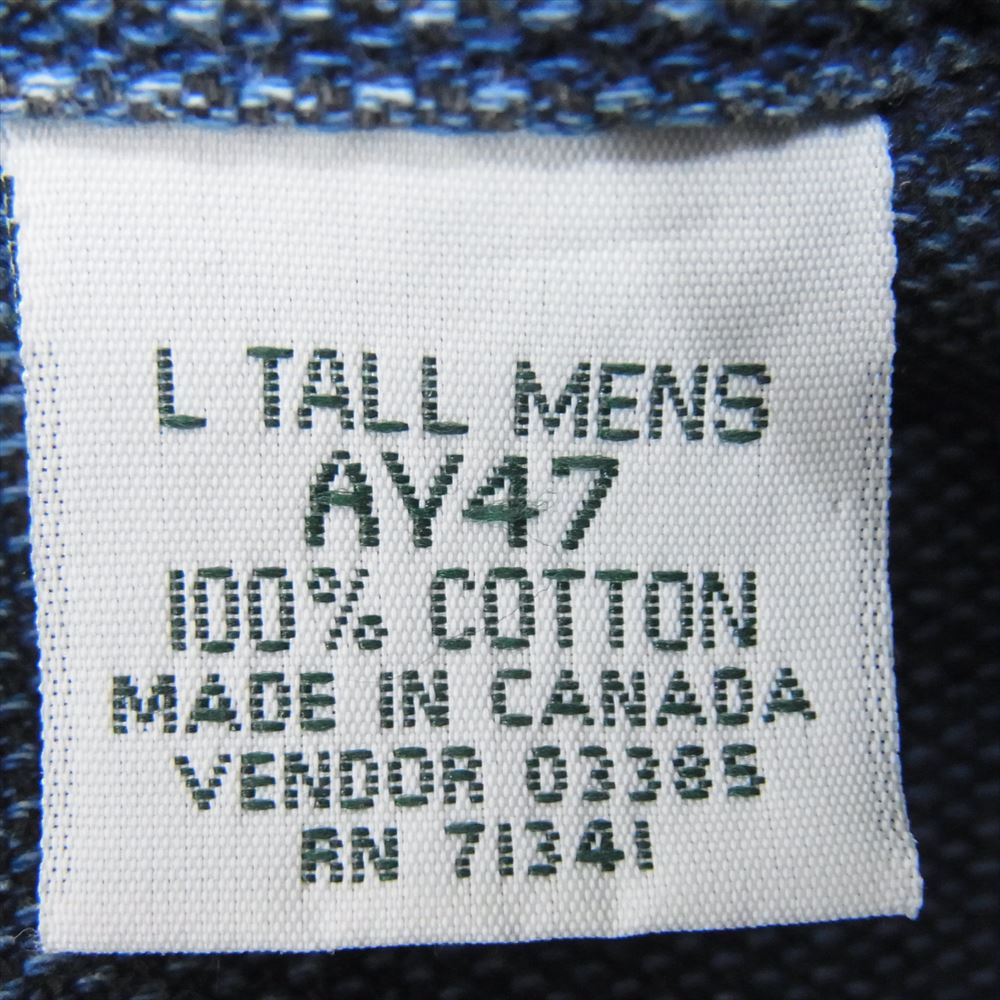 L TALL MENS
AY47
100% COTTON
MADE IN CANADA
VENDOR 03385
RN 71341